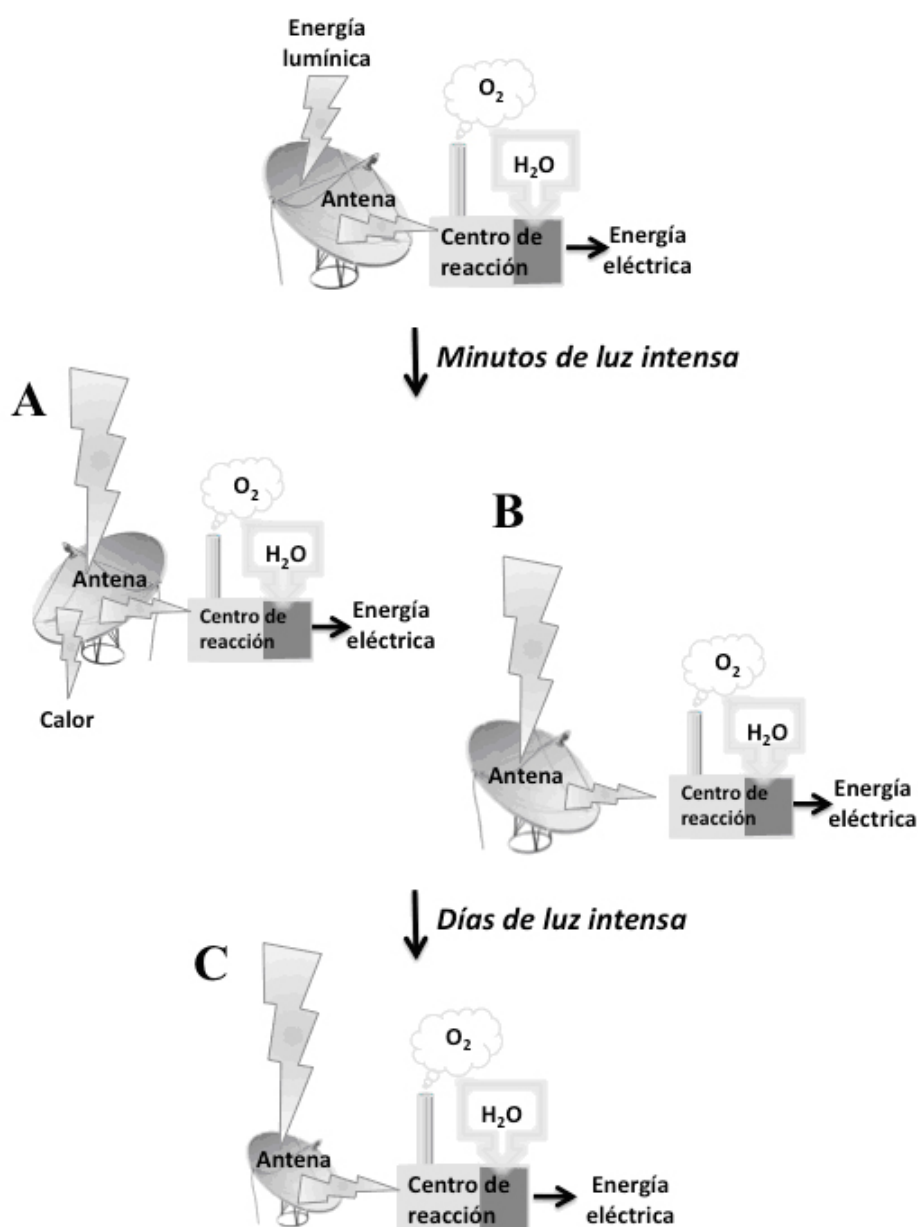 Energía
lumínica
O2
H2O
Antena
Centro de
reacción
Energía
eléctrica
Minutos de luz intensa
A
O2
H2O
Antena
Centro de
reacción
Energía
eléctrica
Calor
B
O2
H2O
Antena
Centro de
reacción
Energía
eléctrica
Días de luz intensa
C
O2
H2O
Antena
Centro de
reacción
Energía
eléctrica